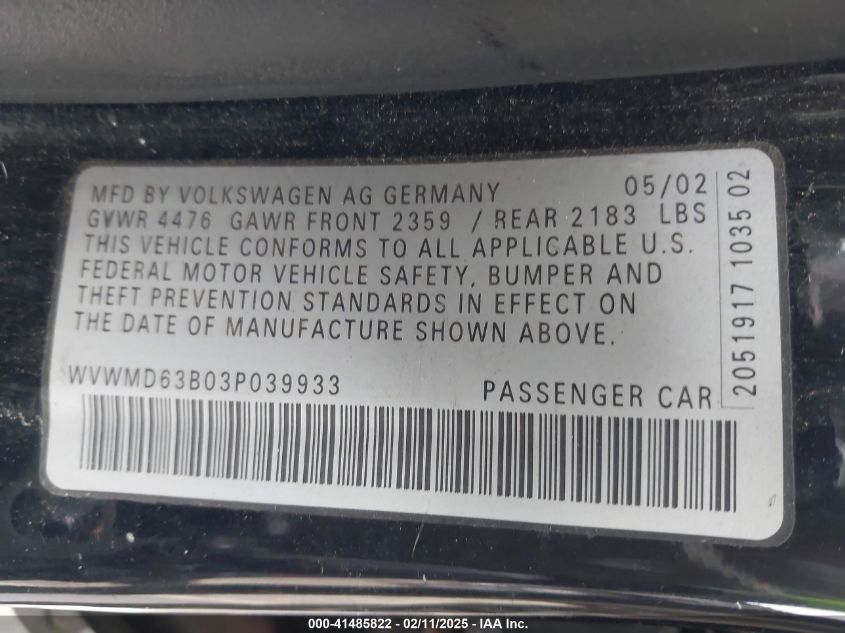 MFD BY VOLKSWAGEN AG GERMANY 05/02
GVWR 4476 GAWR FRONT 2359 / REAR 2183 LBS
THIS VEHICLE CONFORMS TO ALL APPLICABLE U.S.
FEDERAL MOTOR VEHICLE SAFETY, BUMPER AND
THEFT PREVENTION STANDARDS IN EFFECT ON
THE DATE OF MANUFACTURE SHOWN ABOVE.
WVWMD63B03P039933 PASSENGER CAR
2051917 1035 02
000-41485822 - 02/11/2025 - IAA Inc.